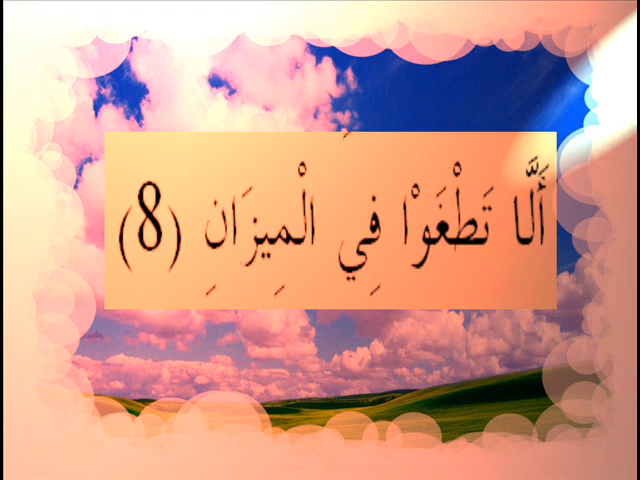 أَلَّا تَطْغَوْا فِي الْمِيزَانِ (8)